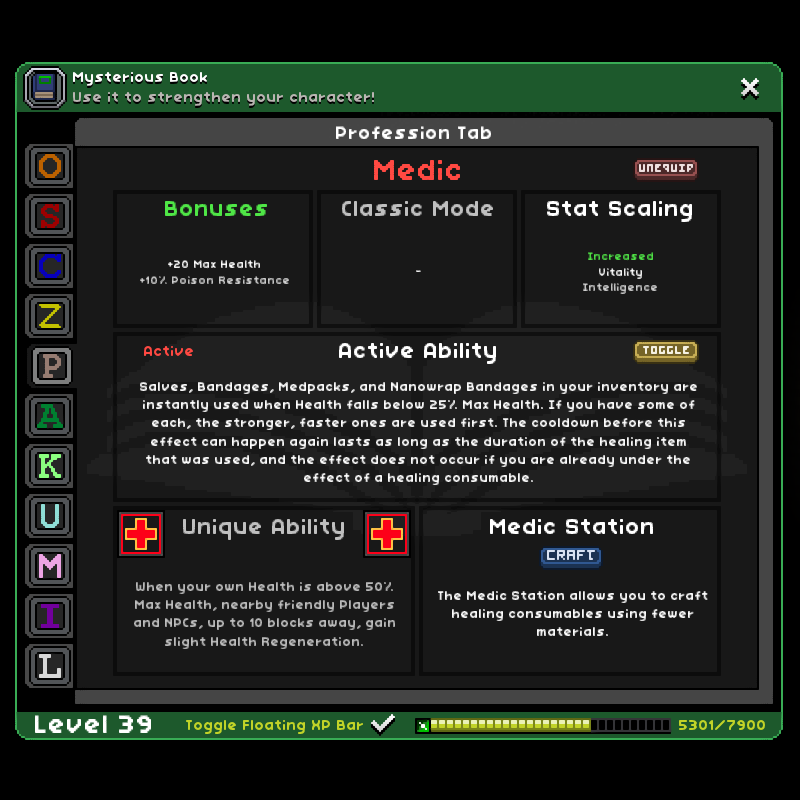 Mysterious Book
Use it to strengthen your character!
Profession Tab
Medic
UNEQUIP
Bonuses
+20 Max Health
+10% Poison Resistance
Classic Mode
-
Stat Scaling
Increased
Vitality
Intelligence
Active
Active Ability
TOGGLE
Salves, Bandages, Medpacks, and Nanowrap Bandages in your inventory are
instantly used when Health falls below 25% Max Health. If you have some of
each, the stronger, faster ones are used first. The cooldown before this
effect can happen again lasts as long as the duration of the healing item
that was used, and the effect does not occur if you are already under the
effect of a healing consumable.
Unique Ability
When your own Health is above 50%
Max Health, nearby friendly Players
and NPCs, up to 10 blocks away, gain
slight Health Regeneration.
Medic Station
CRAFT
The Medic Station allows you to craft
healing consumables using fewer
materials.
O
S
C
Z
P
A
K
U
M
I
L
Level 39
Toggle Floating XP Bar
5301/7900